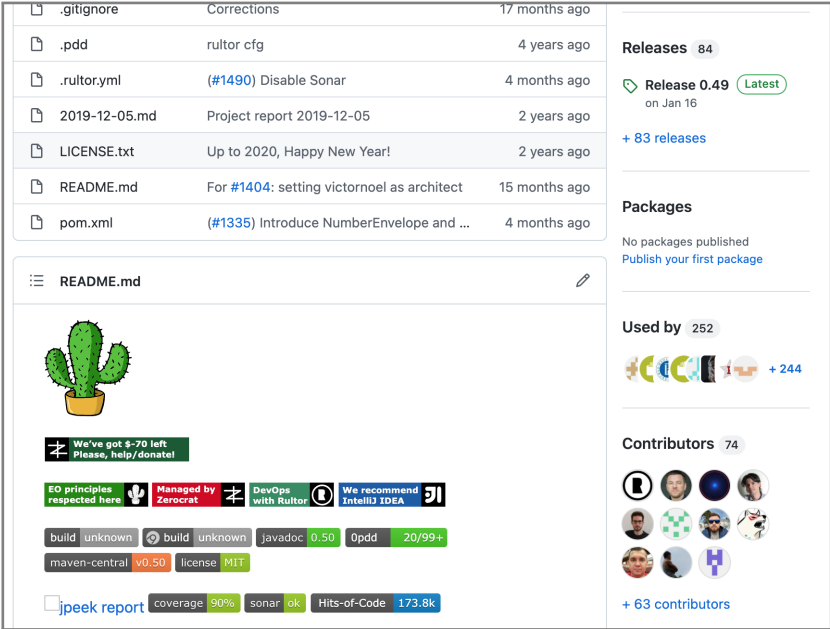 .gitignore Corrections 17 months ago
.pdd rultor cfg 4 years ago
.rultor.yml (#1490) Disable Sonar 4 months ago
2019-12-05.md Project report 2019-12-05 2 years ago
LICENSE.txt Up to 2020, Happy New Year! 2 years ago
README.md For #1404: setting victornoel as architect 15 months ago
pom.xml (#1335) Introduce NumberEnvelope and ... 4 months ago
README.md
We've got $-70 left
Please, help/donate!
EO principles
respected here
Managed by
Zerocrat
DevOps
with Rultor
We recommend
IntelliJ IDEA
build unknown build unknown javadoc 0.50 0pdd 20/99+
maven-central v0.50 license MIT
jpeek report coverage 90% sonar ok Hits-of-Code 173.8k
Releases 84
Release 0.49 Latest
on Jan 16
+ 83 releases
Packages
No packages published
Publish your first package
Used by 252
+ 244
Contributors 74
+ 63 contributors